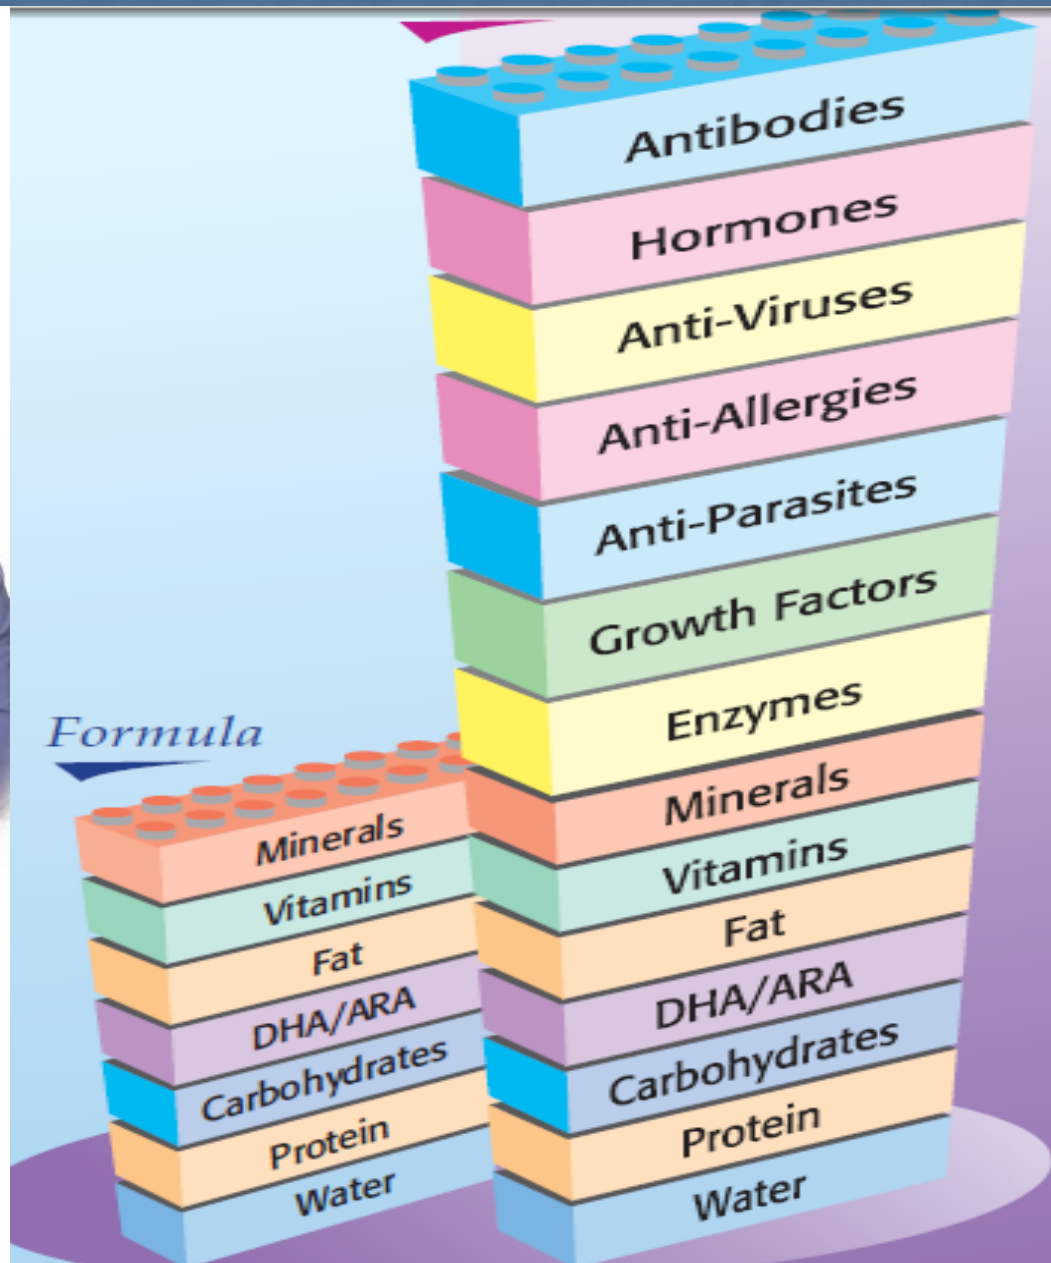 Formula
Minerals
Vitamins
Fat
DHA/ARA
Carbohydrates
Protein
Water
Antibodies
Hormones
Anti-Viruses
Anti-Allergies
Anti-Parasites
Growth Factors
Enzymes
Minerals
Vitamins
Fat
DHA/ARA
Carbohydrates
Protein
Water